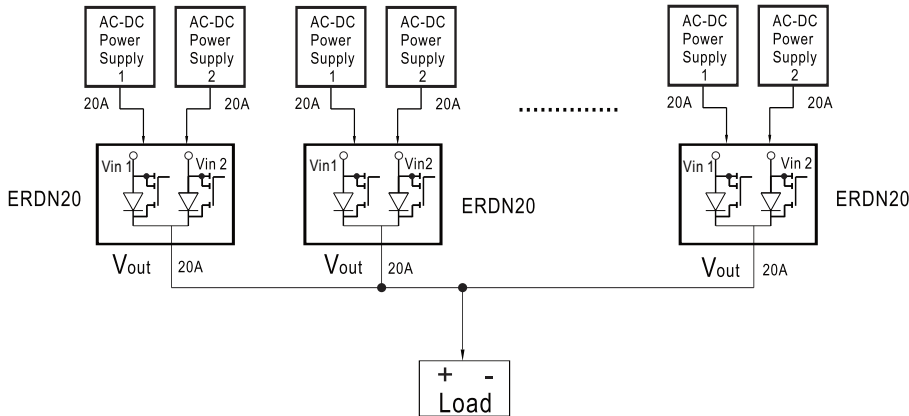 AC-DC
Power
Supply
1
AC-DC
Power
Supply
2
AC-DC
Power
Supply
1
AC-DC
Power
Supply
2
AC-DC
Power
Supply
1
AC-DC
Power
Supply
2
20A
20A
20A
20A
20A
20A
Vin 1
Vin 2
Vin1
Vin2
Vin 1
Vin 2
ERDN20
ERDN20
ERDN20
Vout
20A
Vout
20A
Vout
20A
+ -
Load